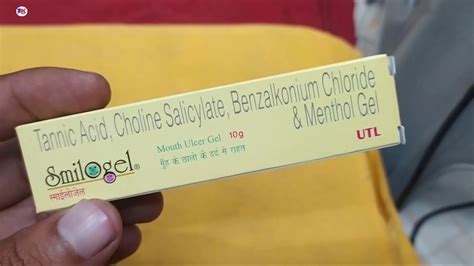 Tannic Acid, Choline Salicylate, Benzalkonium Chloride
& Menthol Gel
Smilogel®
स्माईलोजेल
Mouth Ulcer Gel 10g
मुँह के छालों के दर्द से राहत
UTL